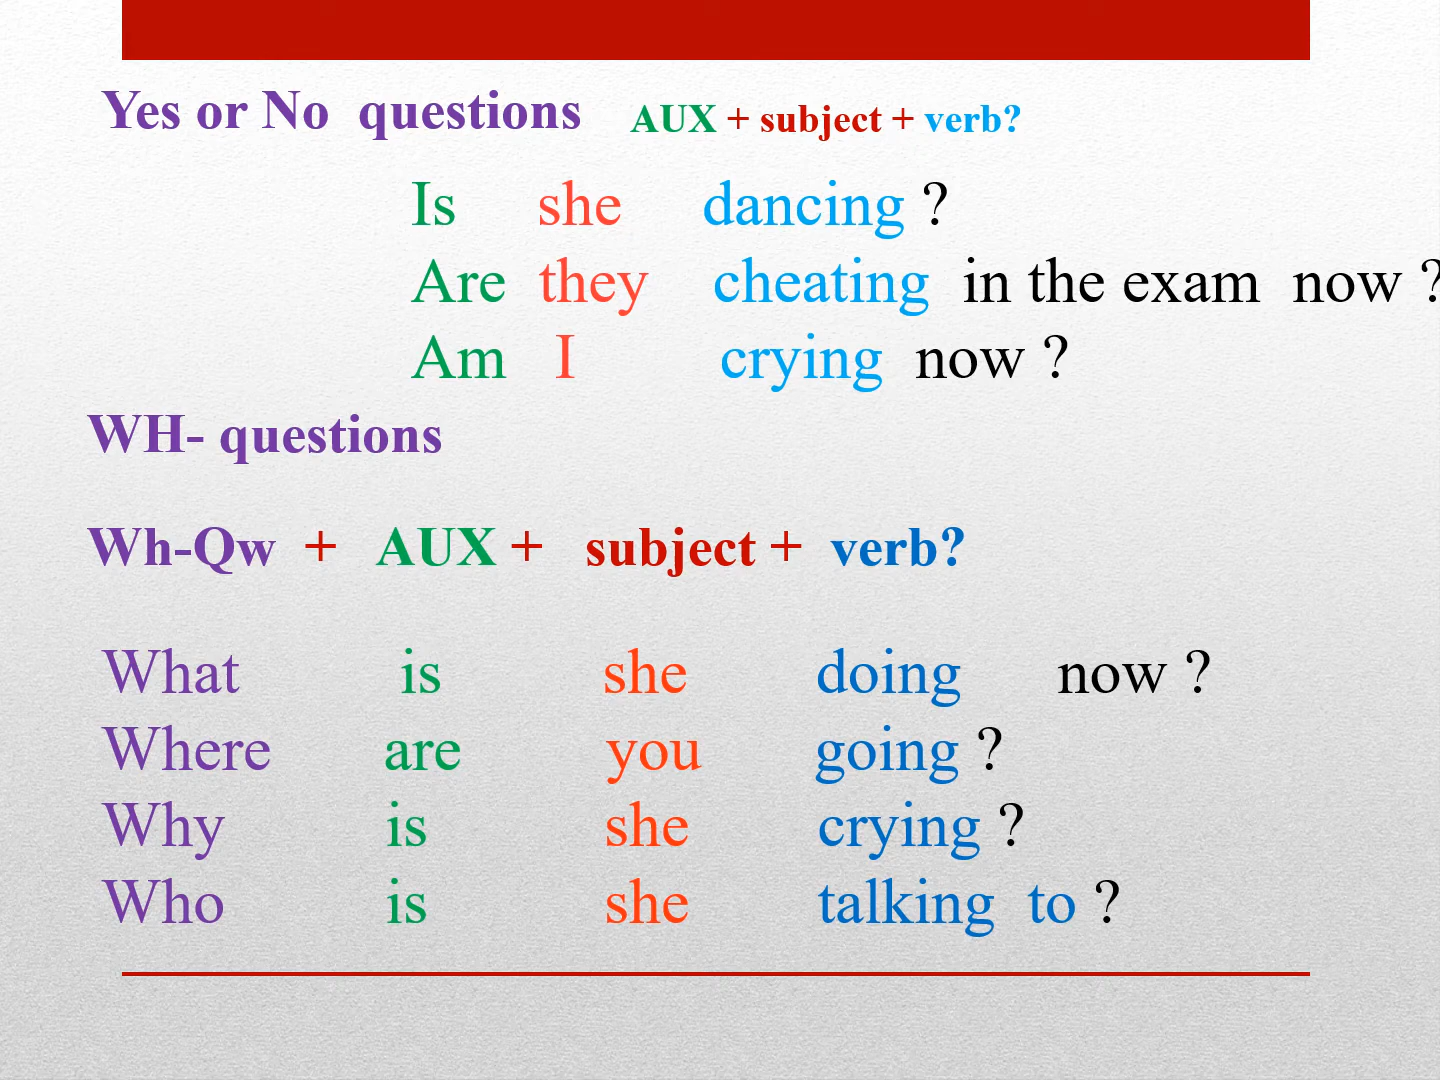 Yes or No questions AUX + subject + verb?
Is she dancing ?
Are they cheating in the exam now ?
Am I crying now ?
WH- questions
Wh-Qw + AUX + subject + verb?
What is she doing now ?
Where are you going ?
Why is she crying ?
Who is she talking to ?